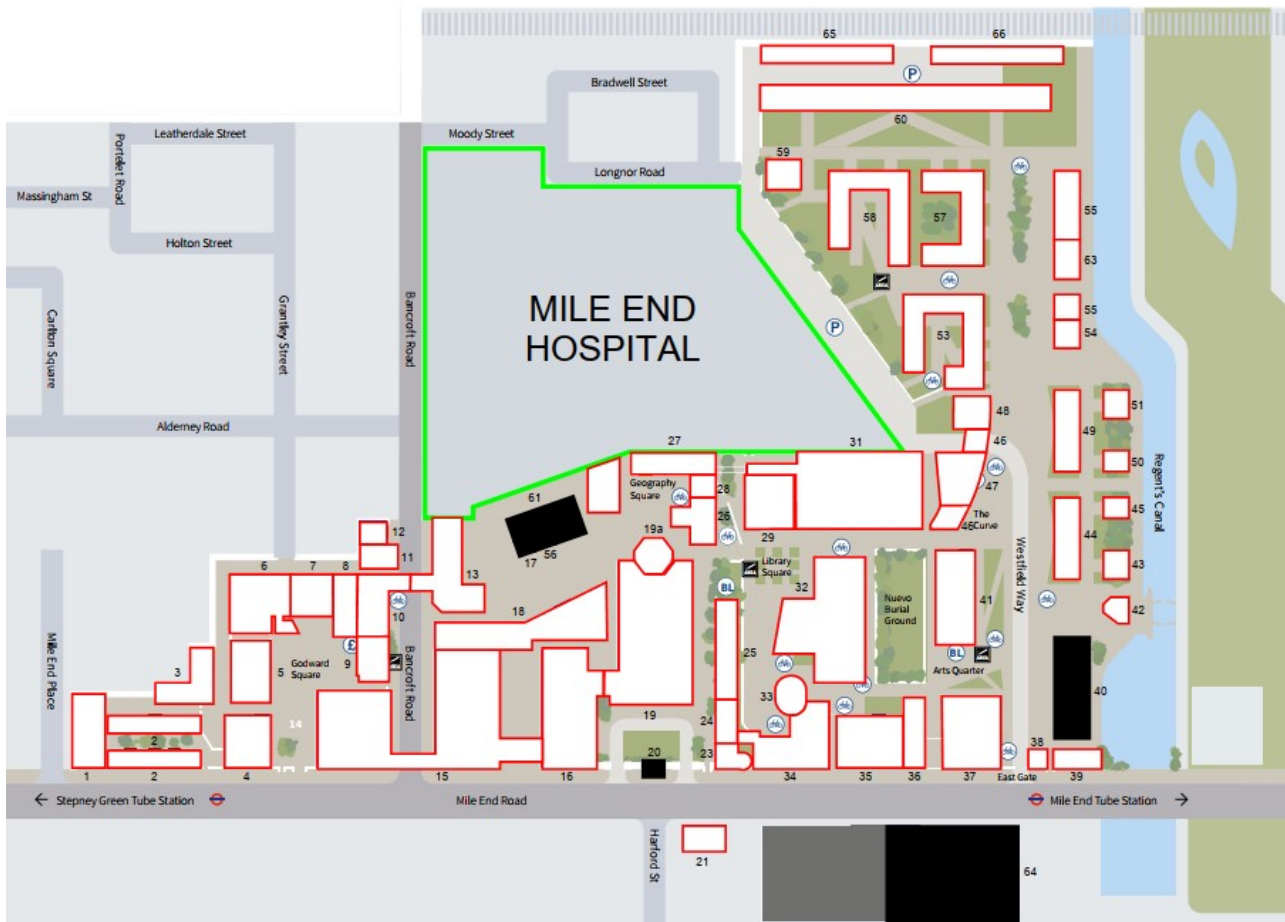 65
66
P
Bradwell Street
Leatherdale Street
Moody Street
60
Portelet Road
59
Longnor Road
Massingham St
55
58
57
Holton Street
63
MILE END
HOSPITAL
Bancroft Road
Carlton Square
Grantley Street
55
P
53
54
48
51
49
Alderney Road
46
27
31
50
Geography
Square
28
47
Regent's Canal
61
26
45
The
Curve
46
12
19a
29
44
56
17
11
Westfield Way
Library
Square
6
7
8
13
32
43
BL
41
18
Nuevo
Burial
Ground
10
42
£
BL
Mile End Place
3
5
Godward
Square
9
25
Arts Quarter
40
Bancroft Road
33
14
19
24
2
20
23
38
1
2
4
15
16
34
35
36
37
East Gate
39
← Stepney Green Tube Station
Mile End Road
Mile End Tube Station →
Harford St
21
64